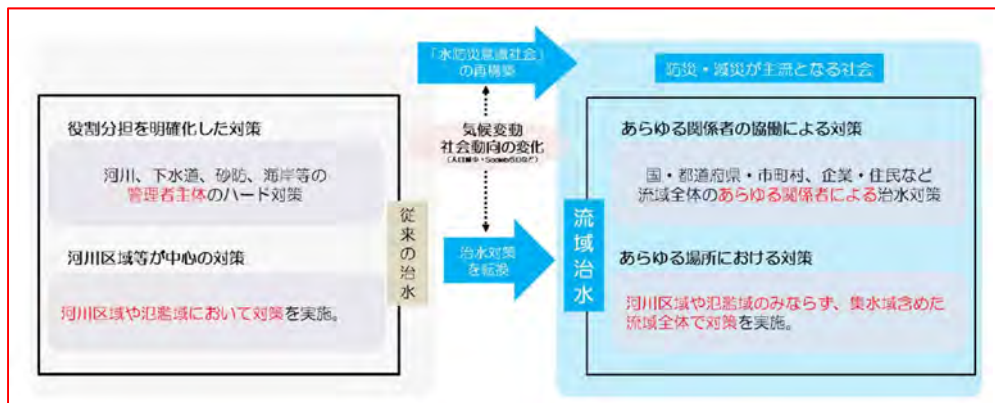 「水防災意識社会」
の再構築
防災・減災が主流となる社会
役割分担を明確化した対策
河川、下水道、砂防、海岸等の
管理者主体のハード対策
河川区域等が中心の対策
河川区域や氾濫域において対策を実施。
従来の治水
気候変動
社会動向の変化
(人口減少・Society5.0など)
治水対策
を転換
流域治水
あらゆる関係者の協働による対策
国・都道府県・市町村、企業・住民など
流域全体のあらゆる関係者による治水対策
あらゆる場所における対策
河川区域や氾濫域のみならず、集水域含めた
流域全体で対策を実施。